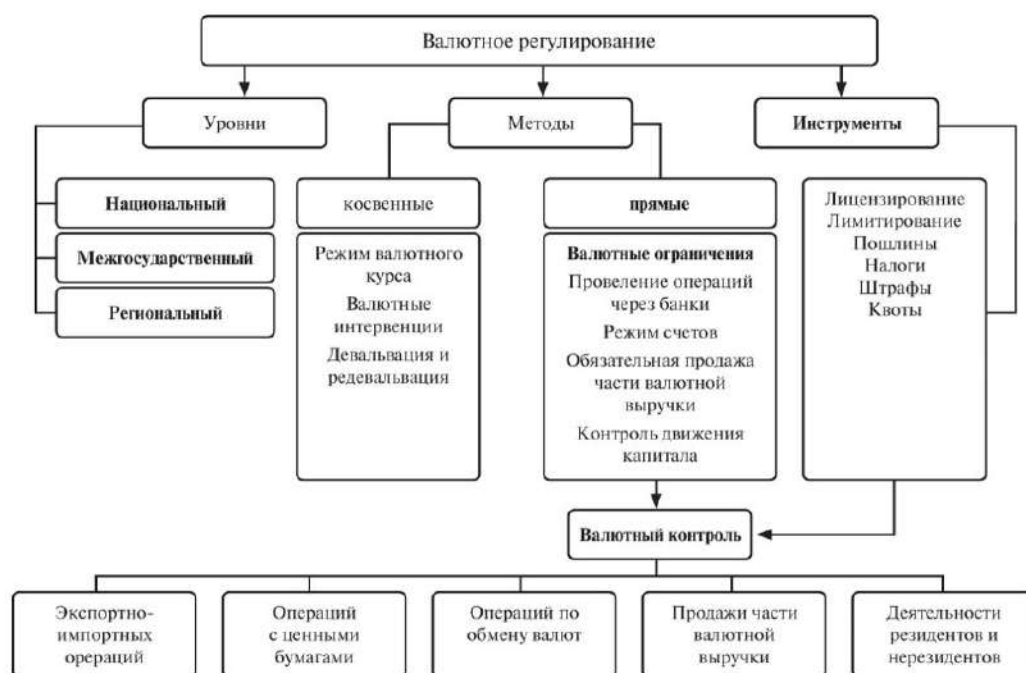 Валютное регулирование
Уровни
Методы
Инструменты
Национальный
Межгосударственный
Региональный
косвенные
Режим валютного
курса
Валютные
интервенции
Девальвация и
редевальвация
прямые
Валютные ограничения
Провеление операций
через банки
Режим счетов
Обязательная продажа
части валютной
выручки
Контроль движения
капитала
Лицензирование
Лимитирование
Пошлины
Налоги
Штрафы
Квоты
Валютный контроль
Экспортно-
импортных
орераций
Операций
с ценными
бумагами
Операций по
обмену валют
Продажи части
валютной
выручки
Деятельности
резидентов и
нерезидентов